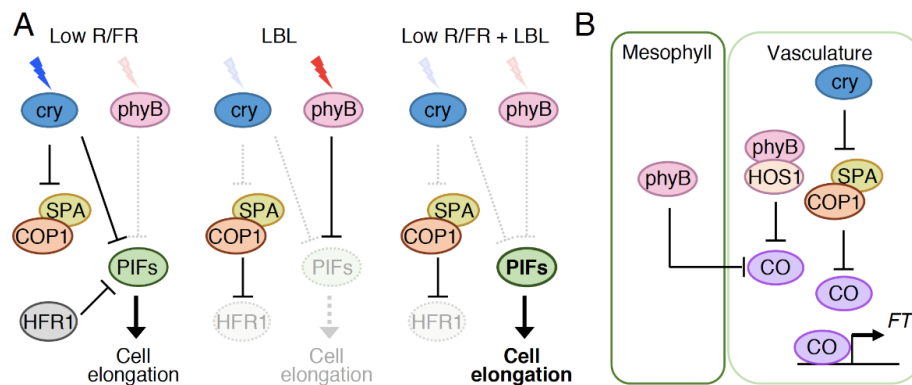 A
Low R/FR
cry
phyB
SPA
COP1
PIFs
HFR1
Cell
elongation
LBL
cry
phyB
SPA
COP1
PIFs
HFR1
Cell
elongation
Low R/FR + LBL
cry
phyB
SPA
COP1
PIFs
HFR1
Cell
elongation
B
Mesophyll
phyB
Vasculature
cry
phyB
HOS1
SPA
COP1
CO
CO
CO
FT